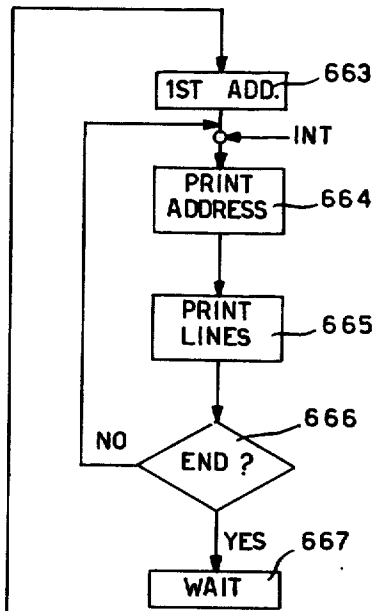 663
1ST ADD.
INT
PRINT
ADDRESS
664
PRINT
LINES
665
666
NO
END ?
YES
667
WAIT